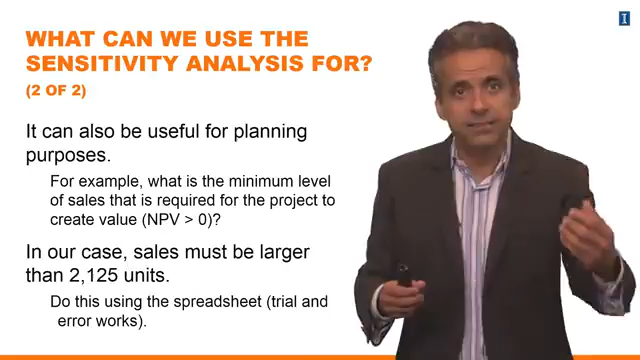 WHAT CAN WE USE THE
SENSITIVITY ANALYSIS FOR?
(2 OF 2)
It can also be useful for planning
purposes.
For example, what is the minimum level
of sales that is required for the project to
create value (NPV > 0)?
In our case, sales must be larger
than 2,125 units.
Do this using the spreadsheet (trial and
error works).
I